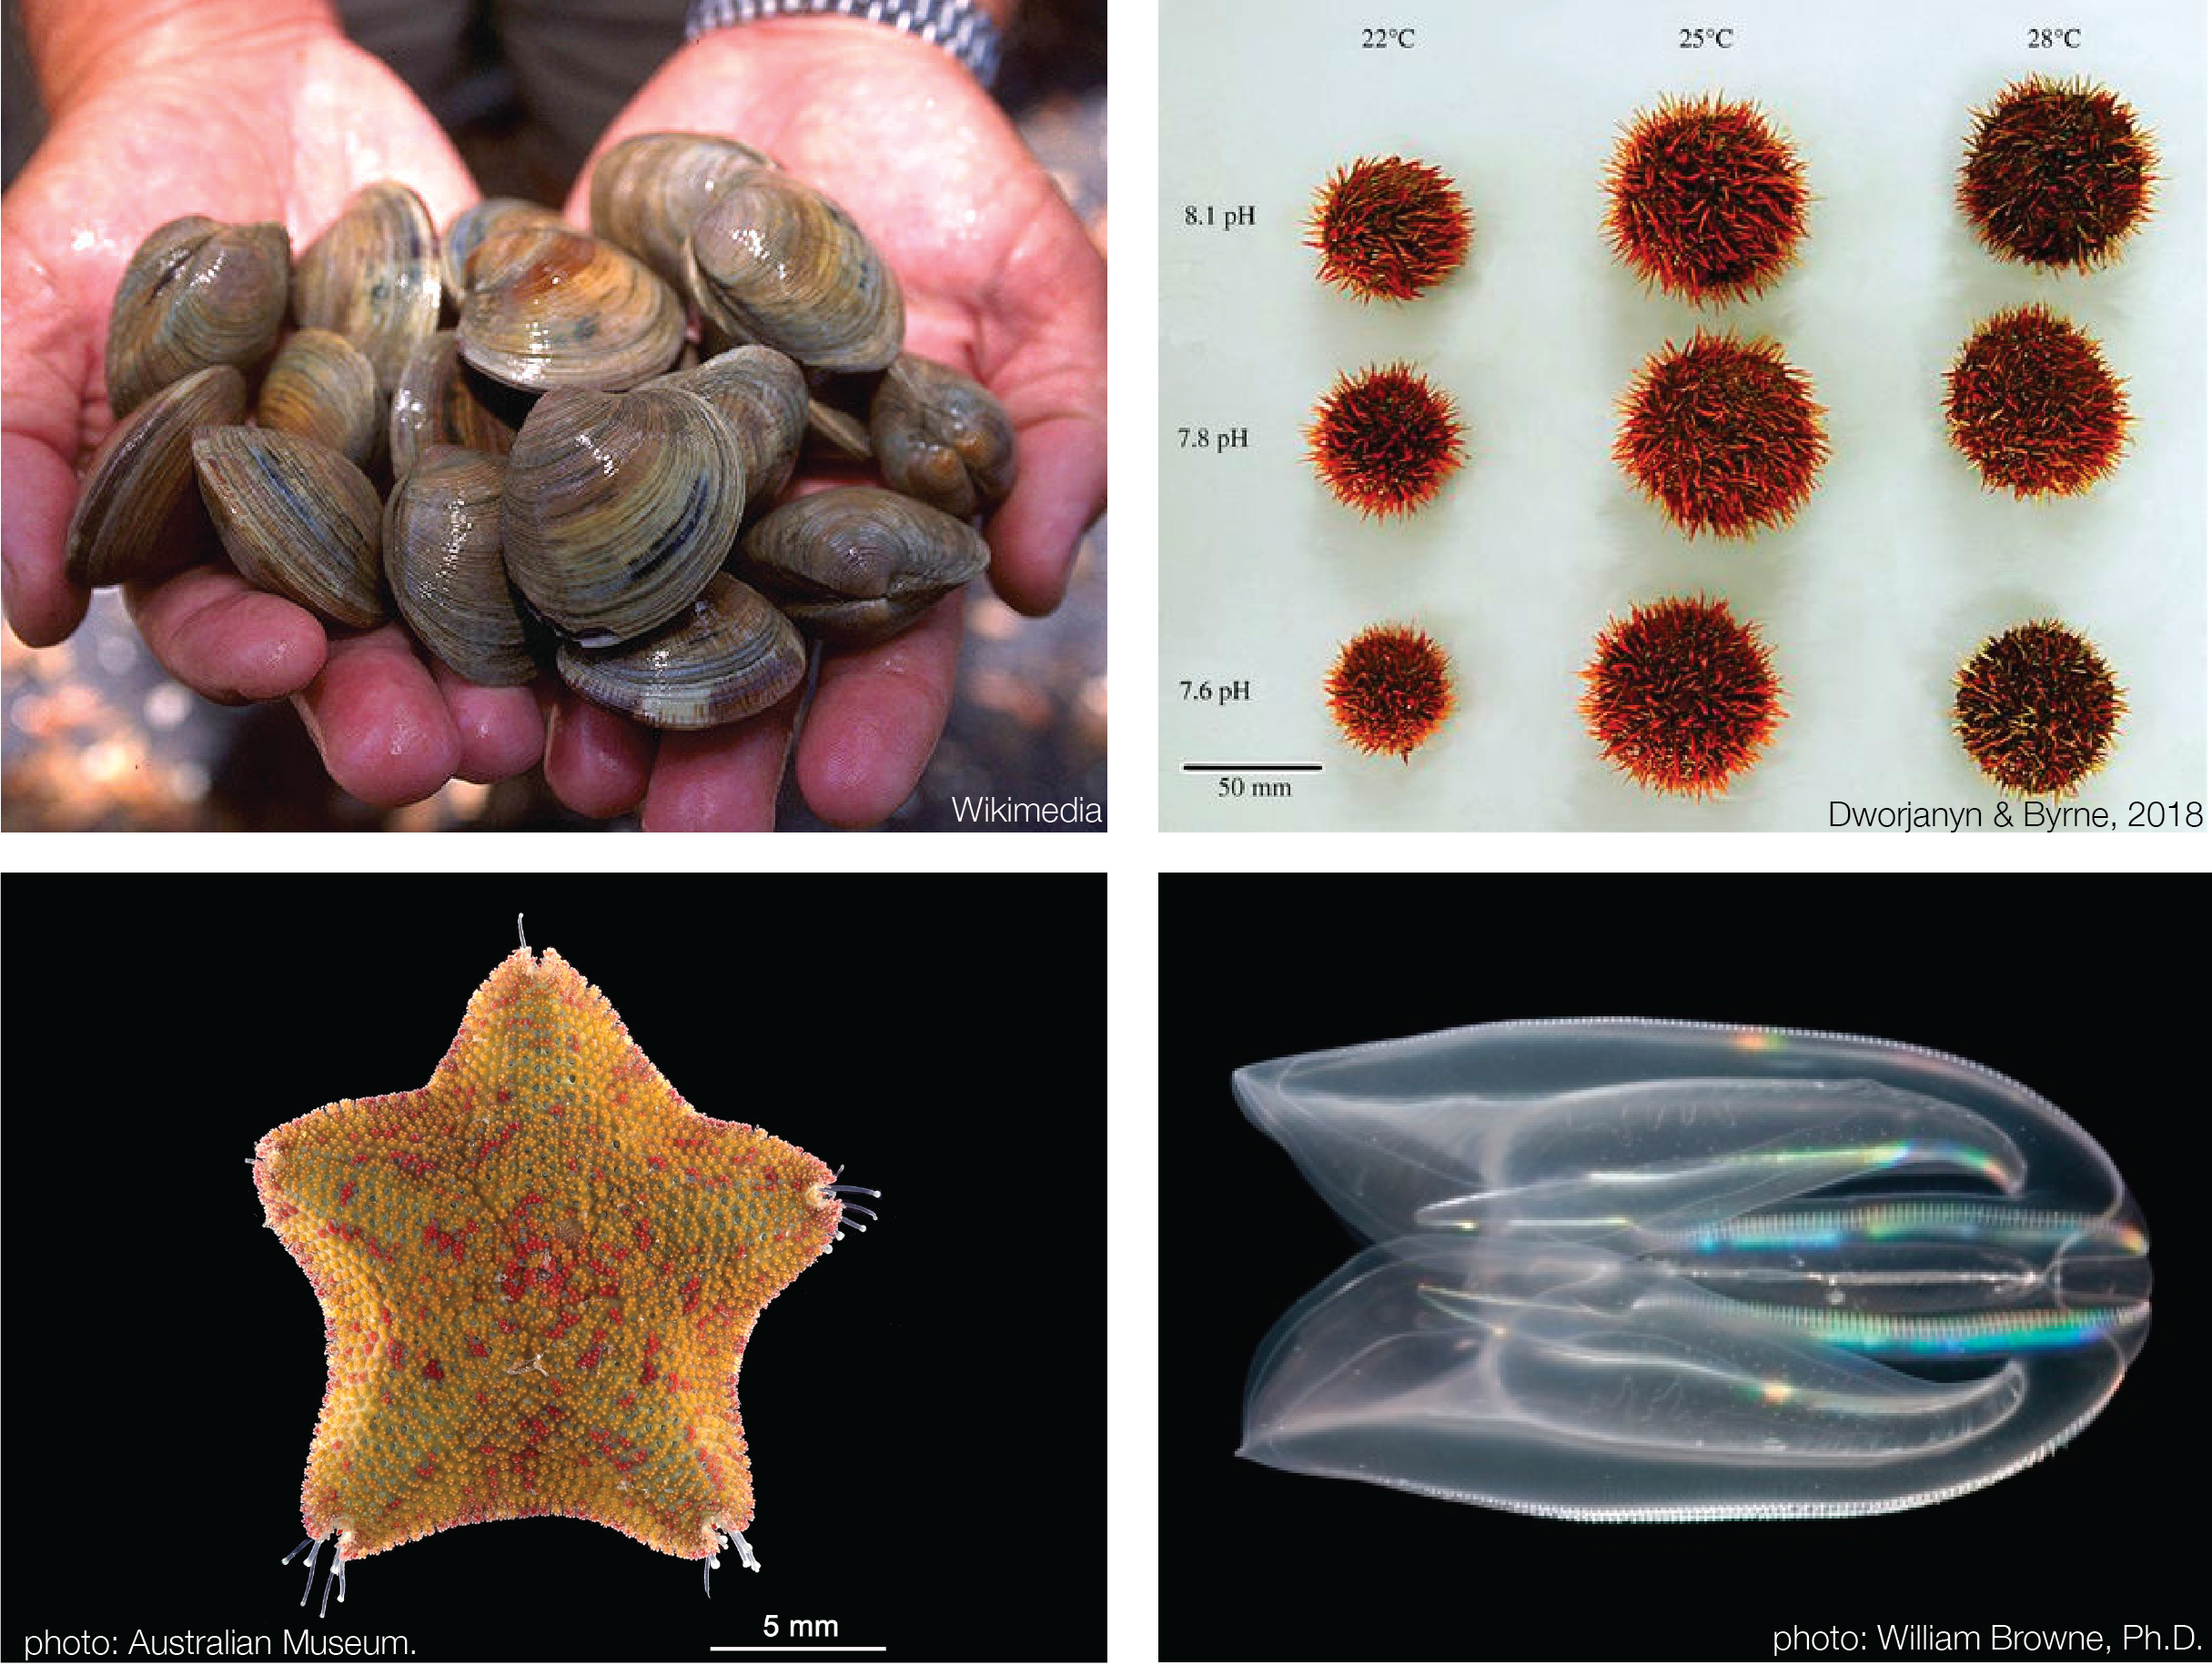 22°C 25°C 28°C
8.1 pH
7.8 pH
7.6 pH
50 mm
Wikimedia
Dworjanyn & Byrne, 2018
5 mm
photo: Australian Museum.
photo: William Browne, Ph.D.